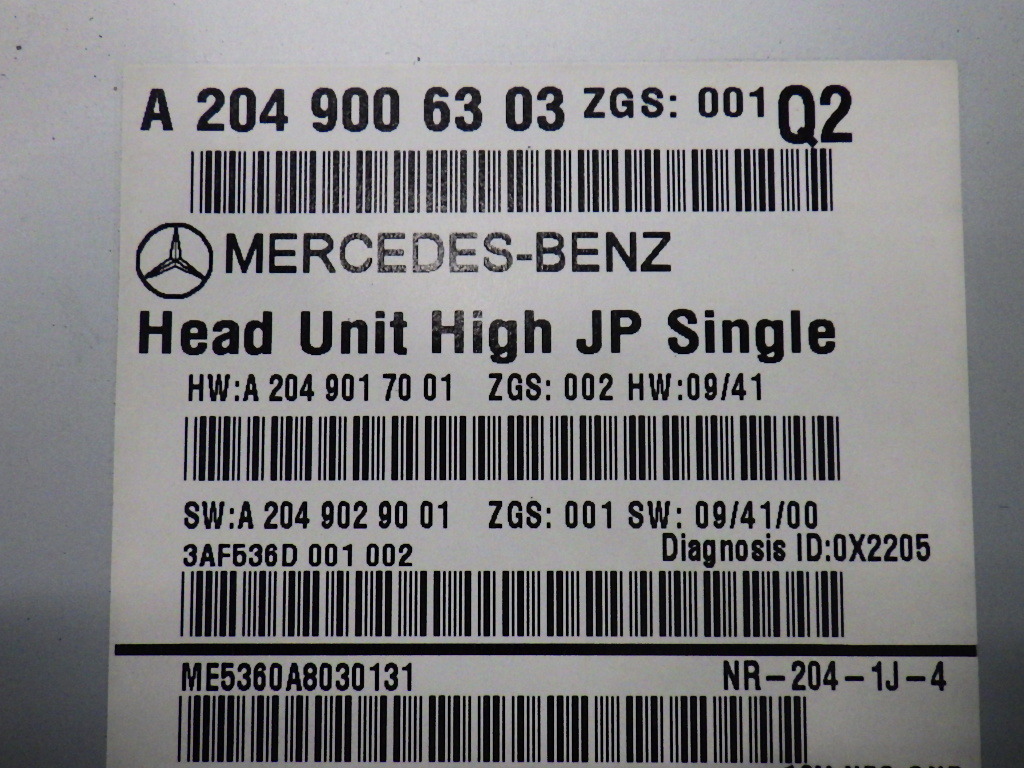 A 204 900 63 03 ZGS: 001 Q2
MERCEDES-BENZ
Head Unit High JP Single
HW:A 204 901 70 01 ZGS: 002 HW:09/41
SW:A 204 902 90 01 ZGS: 001 SW: 09/41/00
3AF536D 001 002 Diagnosis ID:0X2205
ME5360A8030131 NR-204-1J-4